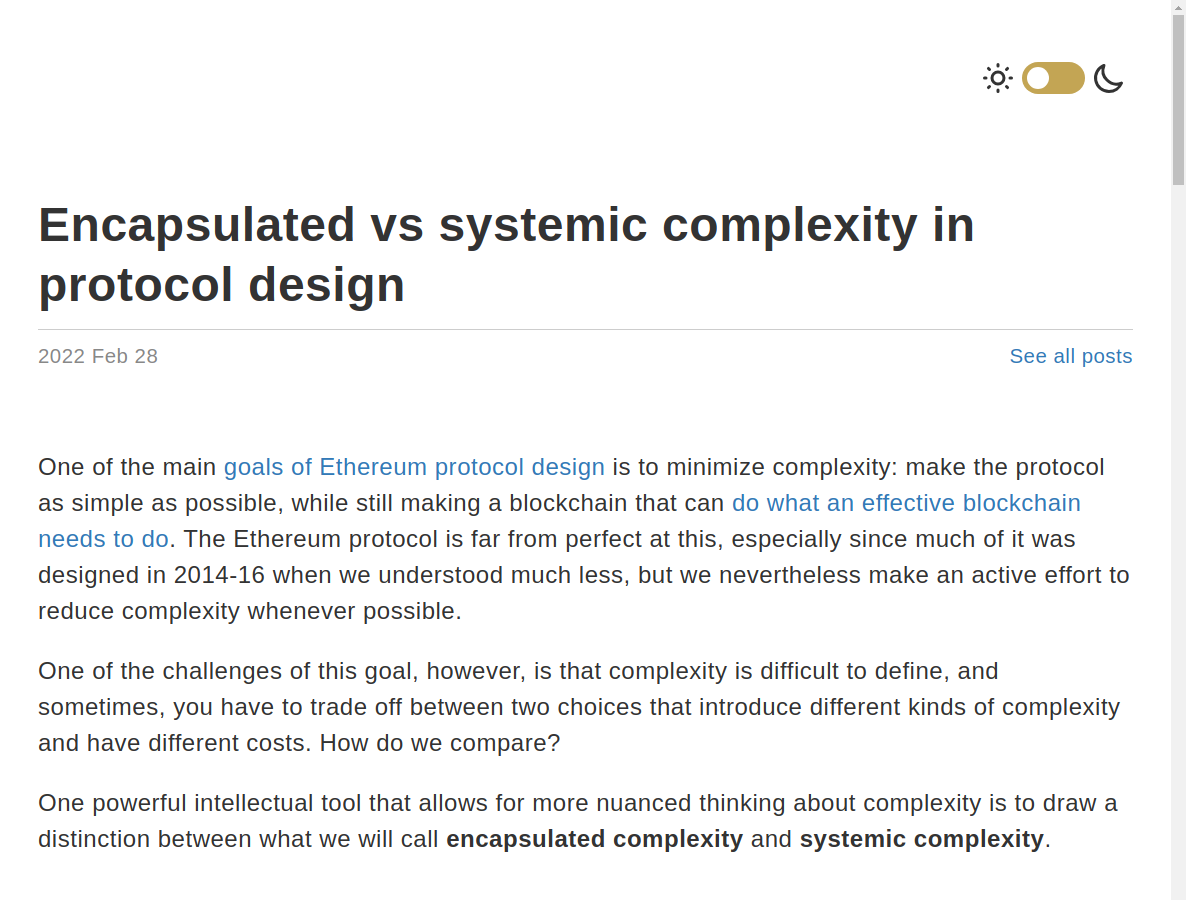 Encapsulated vs systemic complexity in
protocol design
2022 Feb 28
See all posts
One of the main goals of Ethereum protocol design is to minimize complexity: make the protocol
as simple as possible, while still making a blockchain that can do what an effective blockchain
needs to do. The Ethereum protocol is far from perfect at this, especially since much of it was
designed in 2014-16 when we understood much less, but we nevertheless make an active effort to
reduce complexity whenever possible.
One of the challenges of this goal, however, is that complexity is difficult to define, and
sometimes, you have to trade off between two choices that introduce different kinds of complexity
and have different costs. How do we compare?
One powerful intellectual tool that allows for more nuanced thinking about complexity is to draw a
distinction between what we will call encapsulated complexity and systemic complexity.